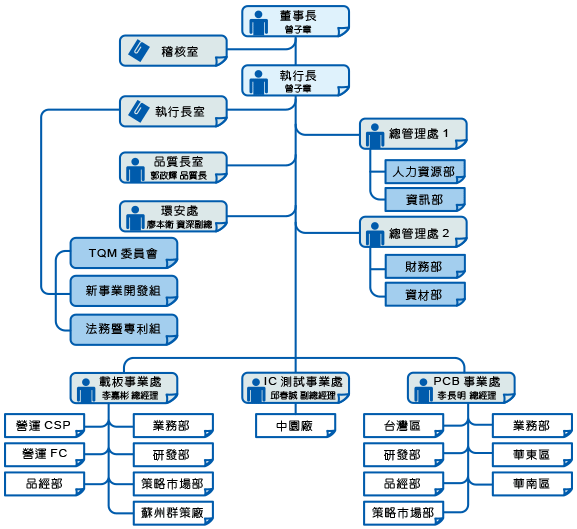 董事長
曾子章
稽核室
執行長
曾子章
執行長室
總管理處 1
品質長室
郭政輝 品質長
人力資源部
資訊部
環安處
廖本衛 資深副總
總管理處 2
TQM 委員會
財務部
新事業開發組
資材部
法務暨專利組
載板事業處
李嘉彬 總經理
IC 測試事業處
邱春誠 副總經理
PCB 事業處
李長明 總經理
營運 CSP
業務部
中園廠
台灣區
業務部
營運 FC
研發部
研發部
華東區
品經部
策略市場部
品經部
華南區
蘇州群策廠
策略市場部